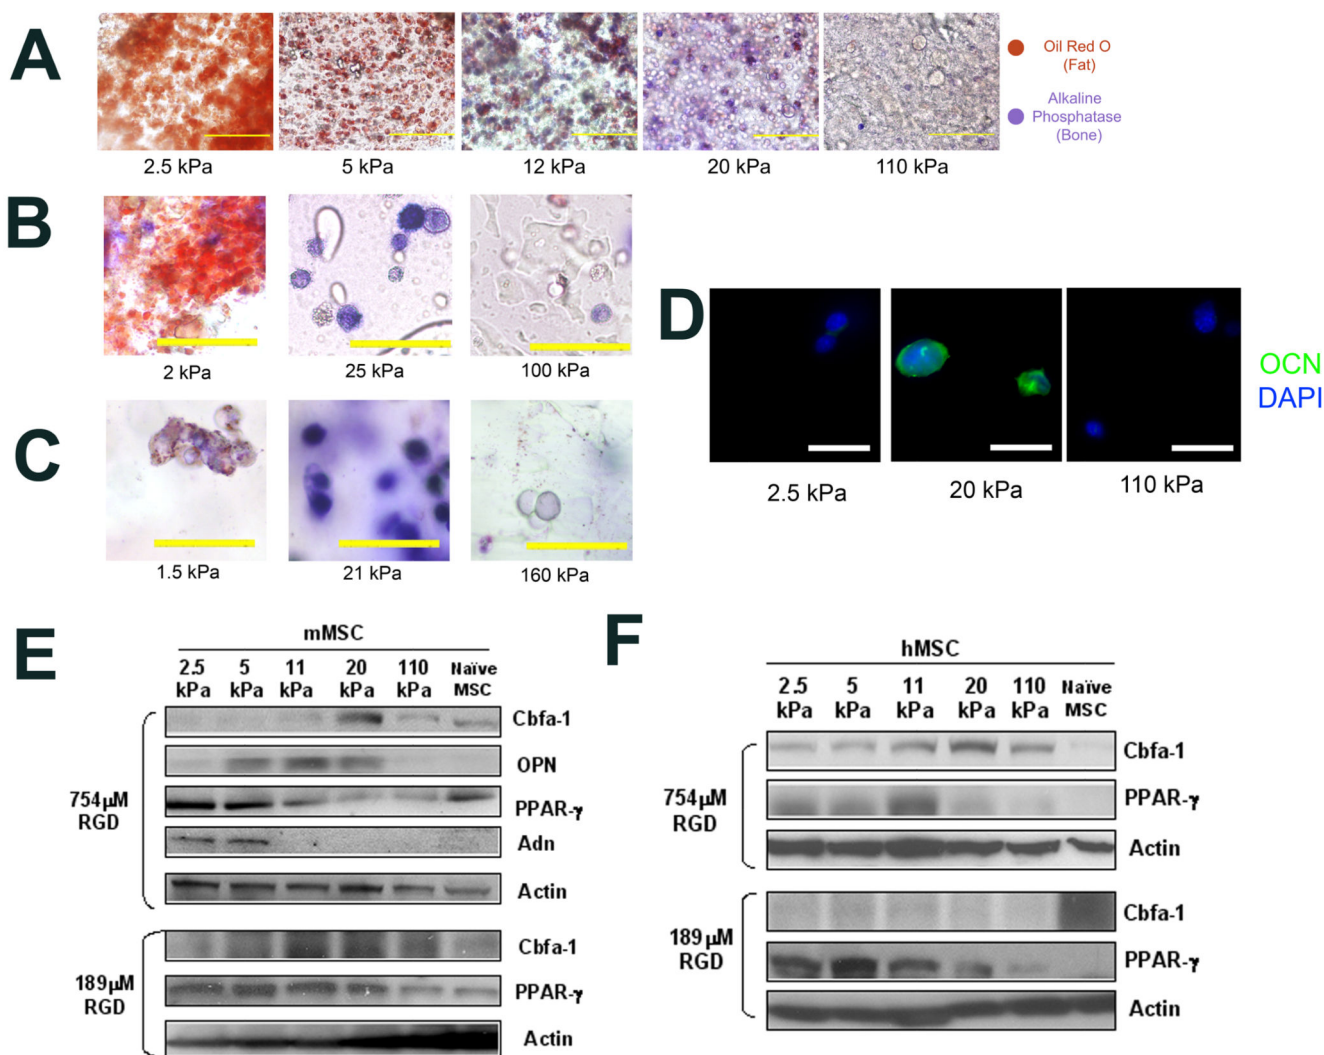 A
2.5 kPa
5 kPa
12 kPa
20 kPa
110 kPa
Oil Red O
(Fat)
Alkaline
Phosphatase
(Bone)
B
2 kPa
25 kPa
100 kPa
C
1.5 kPa
21 kPa
160 kPa
D
2.5 kPa
20 kPa
110 kPa
OCN
DAPI
E
mMSC
2.5 kPa
5 kPa
11 kPa
20 kPa
110 kPa
Naïve MSC
754µM
RGD
Cbfa-1
OPN
PPAR-γ
Adn
Actin
189µM
RGD
Cbfa-1
PPAR-γ
Actin
F
hMSC
2.5 kPa
5 kPa
11 kPa
20 kPa
110 kPa
Naïve MSC
754µM
RGD
Cbfa-1
PPAR-γ
Actin
189µM
RGD
Cbfa-1
PPAR-γ
Actin